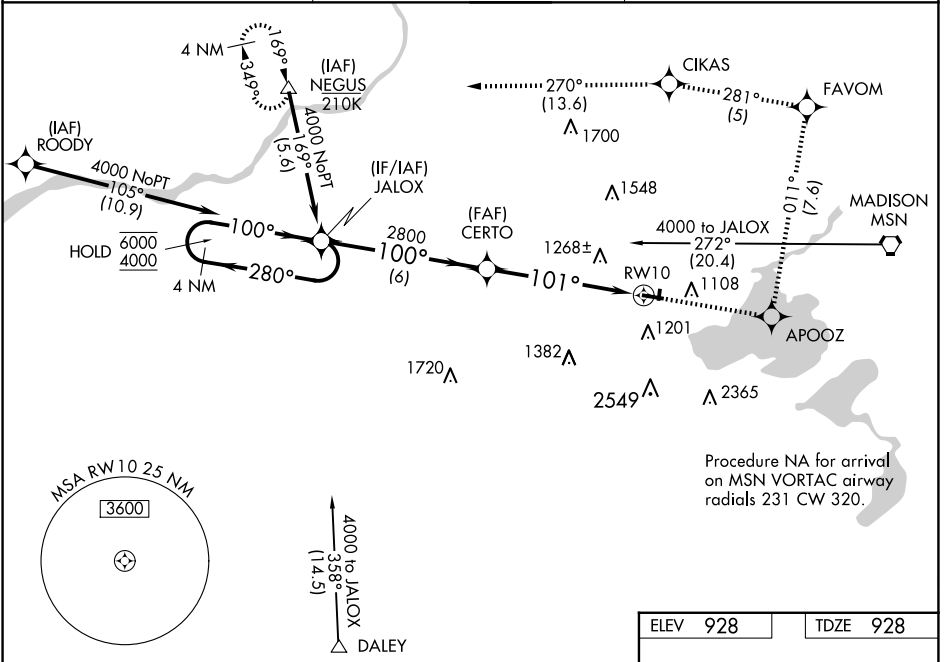 4 NM
169°
349°
(IAF)
NEGUS
210K
4000 NoPT
169°
(5.6)
CIKAS
270°
(13.6)
281°
(5)
FAVOM
1700
(IAF)
ROODY
4000 NoPT
105°
(10.9)
(IF/IAF)
JALOX
1548
011°
(7.6)
MADISON
MSN
4000 to JALOX
272°
(20.4)
HOLD
6000
4000
100°
280°
4 NM
2800
100°
(6)
(FAF)
CERTO
1268±
101°
RW10
1108
1201
APOOZ
1382
1720
2549
2365
Procedure NA for arrival
on MSN VORTAC airway
radials 231 CW 320.
MSA RW10 25 NM
3600
4000 to JALOX
358°
(14.5)
DALEY
ELEV 928
TDZE 928